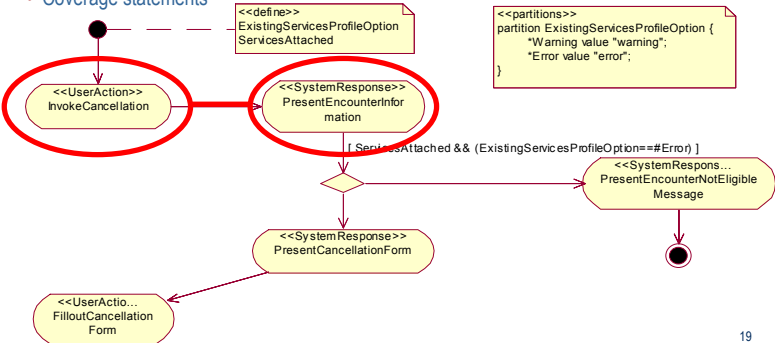 Coverage statements
<<define>>
ExistingServicesProfileOption
ServicesAttached
<<partitions>>
partition ExistingServicesProfileOption {
*Warning value "warning";
*Error value "error";
}
<<UserAction>>
InvokeCancellation
<<SystemResponse>>
PresentEncounterInfor
mation
[ ServicesAttached && (ExistingServicesProfileOption==#Error) ]
<<SystemRespons...
PresentEncounterNotEligible
Message
<<SystemResponse>>
PresentCancellationForm
<<UserActio...
FilloutCancellation
Form
19